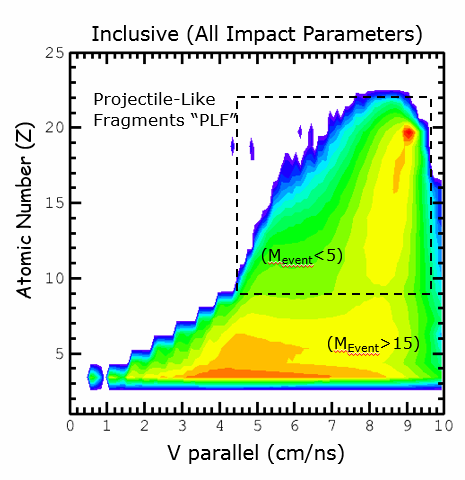 Inclusive (All Impact Parameters)
25
20
15
10
5
Atomic Number (Z)
Projectile-Like
Fragments “PLF”
(Mevent<5)
(MEvent>15)
0 1 2 3 4 5 6 7 8 9 10
V parallel (cm/ns)